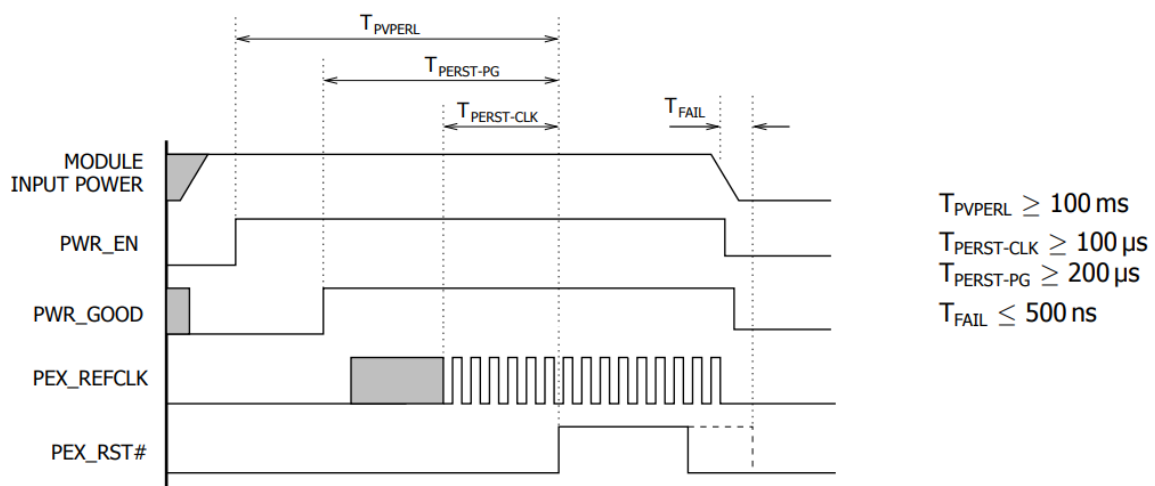 TPVPERL
TPERST-PG
TPERST-CLK
TFAIL
MODULE
INPUT POWER
PWR_EN
PWR_GOOD
PEX_REFCLK
PEX_RST#
TPVPERL ≥ 100 ms
TPERST-CLK ≥ 100 µs
TPERST-PG ≥ 200 µs
TFAIL ≤ 500 ns